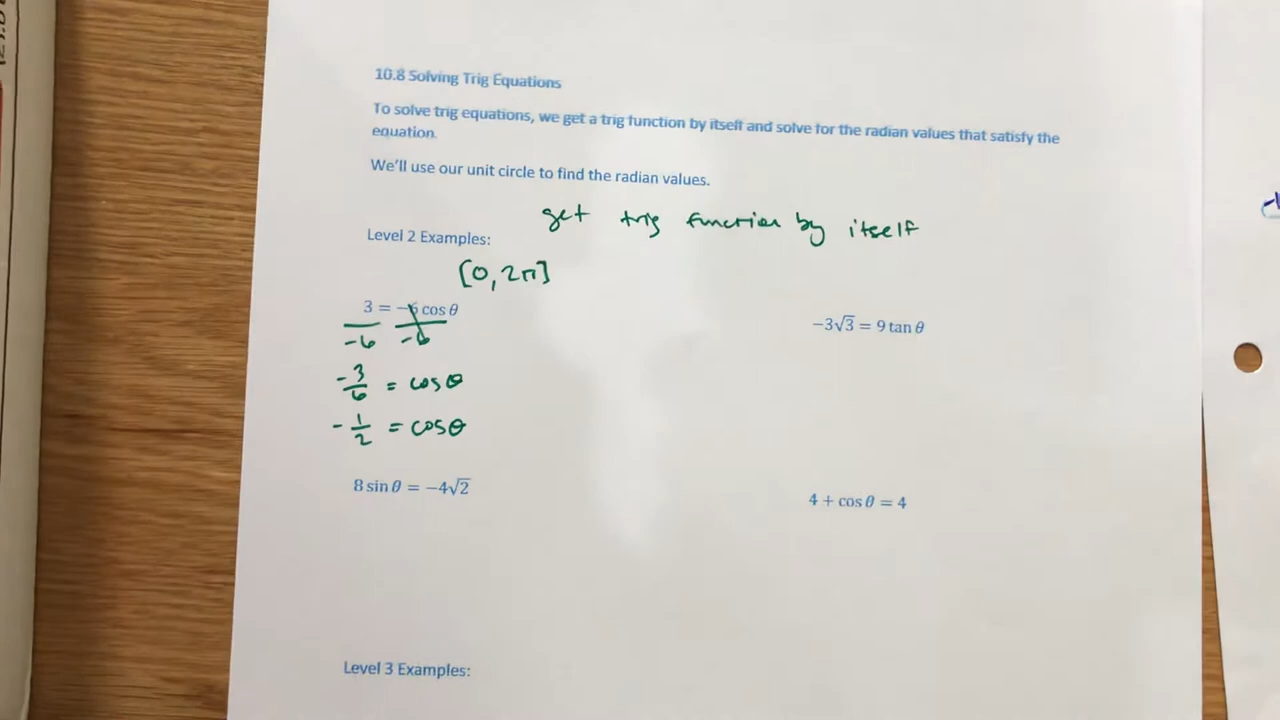 10.8 Solving Trig Equations
To solve trig equations, we get a trig function by itself and solve for the radian values that satisfy the
equation.
We'll use our unit circle to find the radian values.
get trig function by itself
Level 2 Examples:
[0, 2π]
3 = -6 cos θ
-6 -6
-3/6 = cosθ
-1/2 = cosθ
-3√3 = 9 tan θ
8 sin θ = -4√2
4 + cos θ = 4
Level 3 Examples: